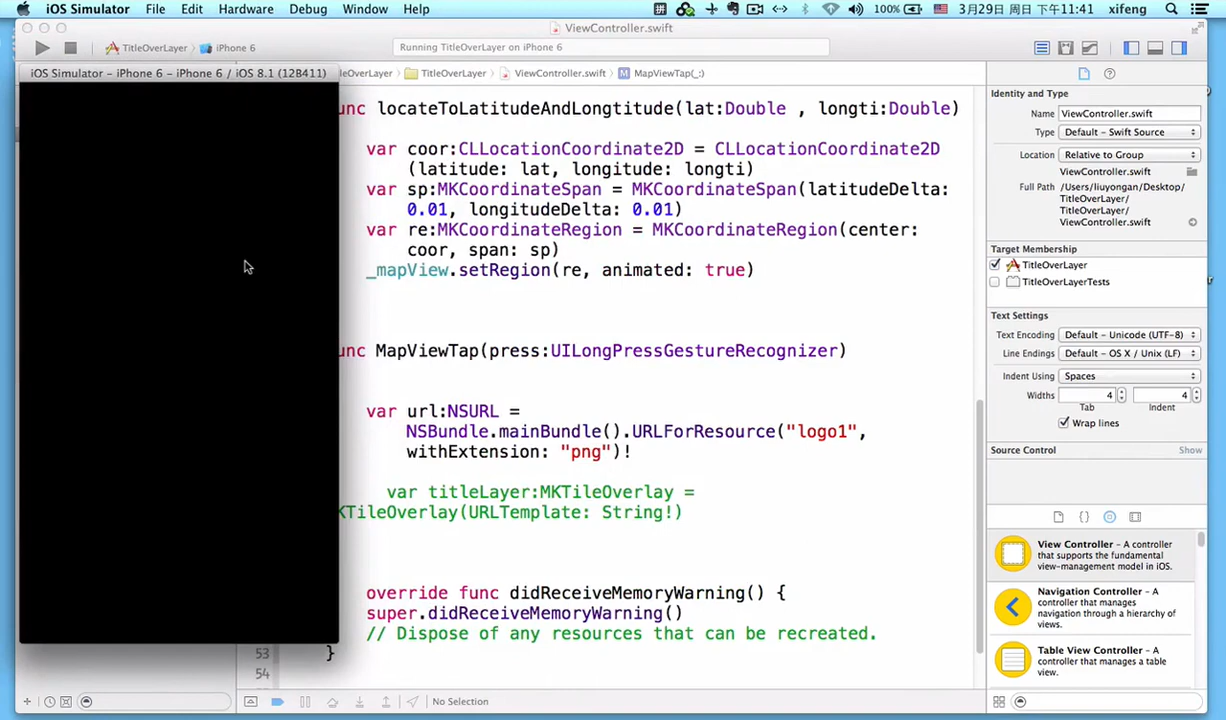 iOS Simulator File Edit Hardware Debug Window Help 拼 100% 3月29日 周日 下午11:41 xifeng
ViewController.swift
TitleOverLayer iPhone 6 Running TitleOverLayer on iPhone 6
iOS Simulator – iPhone 6 – iPhone 6 / iOS 8.1 (12B411)
leOverLayer TitleOverLayer ViewController.swift M MapViewTap(_:)
unc locateToLatitudeAndLongtitude(lat:Double , longti:Double)
var coor:CLLocationCoordinate2D = CLLocationCoordinate2D
(latitude: lat, longitude: longti)
var sp:MKCoordinateSpan = MKCoordinateSpan(latitudeDelta:
0.01, longitudeDelta: 0.01)
var re:MKCoordinateRegion = MKCoordinateRegion(center:
coor, span: sp)
_mapView.setRegion(re, animated: true)
unc MapViewTap(press:UILongPressGestureRecognizer)
var url:NSURL =
NSBundle.mainBundle().URLForResource("logo1",
withExtension: "png")!
var titleLayer:MKTileOverlay =
KTileOverlay(URLTemplate: String!)
override func didReceiveMemoryWarning() {
super.didReceiveMemoryWarning()
// Dispose of any resources that can be recreated.
53 }
54
No Selection
Identity and Type
Name ViewController.swift
Type Default – Swift Source
Location Relative to Group
ViewController.swift
Full Path /Users/liuyongan/Desktop/
TitleOverLayer/
TitleOverLayer/
ViewController.swift
Target Membership
TitleOverLayer
TitleOverLayerTests
Text Settings
Text Encoding Default – Unicode (UTF-8)
Line Endings Default – OS X / Unix (LF)
Indent Using Spaces
Widths 4 4
Tab Indent
Wrap lines
Source Control Show
View Controller – A controller
that supports the fundamental
view-management model in iOS.
Navigation Controller – A
controller that manages
navigation through a hierarchy of
views.
Table View Controller – A
controller that manages a table
view.